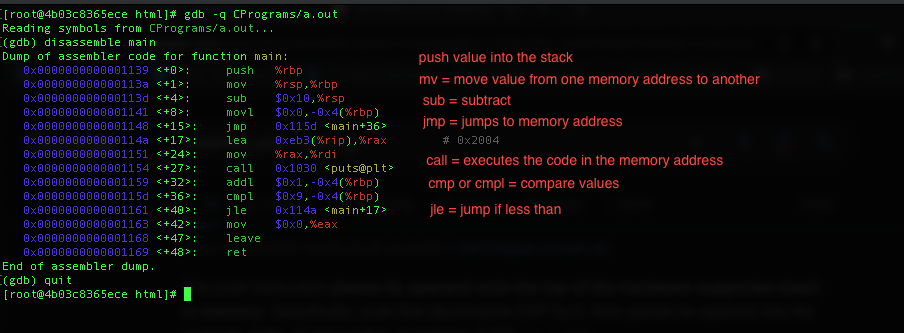 [root@4b03c8365ece html]# gdb -q CPrograms/a.out
Reading symbols from CPrograms/a.out...
(gdb) disassemble main
Dump of assembler code for function main:
0x0000000000001139 <+0>: push %rbp
0x000000000000113a <+1>: mov %rsp,%rbp
0x000000000000113d <+4>: sub $0x10,%rsp
0x0000000000001141 <+8>: movl $0x0,-0x4(%rbp)
0x0000000000001148 <+15>: jmp 0x115d <main+36>
0x000000000000114a <+17>: lea 0xeb3(%rip),%rax # 0x2004
0x0000000000001151 <+24>: mov %rax,%rdi
0x0000000000001154 <+27>: call 0x1030 <puts@plt>
0x0000000000001159 <+32>: addl $0x1,-0x4(%rbp)
0x000000000000115d <+36>: cmpl $0x9,-0x4(%rbp)
0x0000000000001161 <+40>: jle 0x114a <main+17>
0x0000000000001163 <+42>: mov $0x0,%eax
0x0000000000001168 <+47>: leave
0x0000000000001169 <+48>: ret
End of assembler dump.
(gdb) quit
[root@4b03c8365ece html]#
push value into the stack
mv = move value from one memory address to another
sub = subtract
jmp = jumps to memory address
call = executes the code in the memory address
cmp or cmpl = compare values
jle = jump if less than